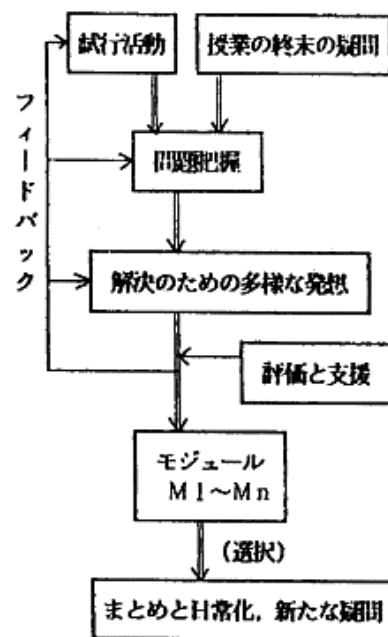 試行活動
授業の終末の疑問
フィードバック
問題把握
解決のための多様な発想
評価と支援
モジュール
M1～Mn
(選択)
まとめと日常化，新たな疑問